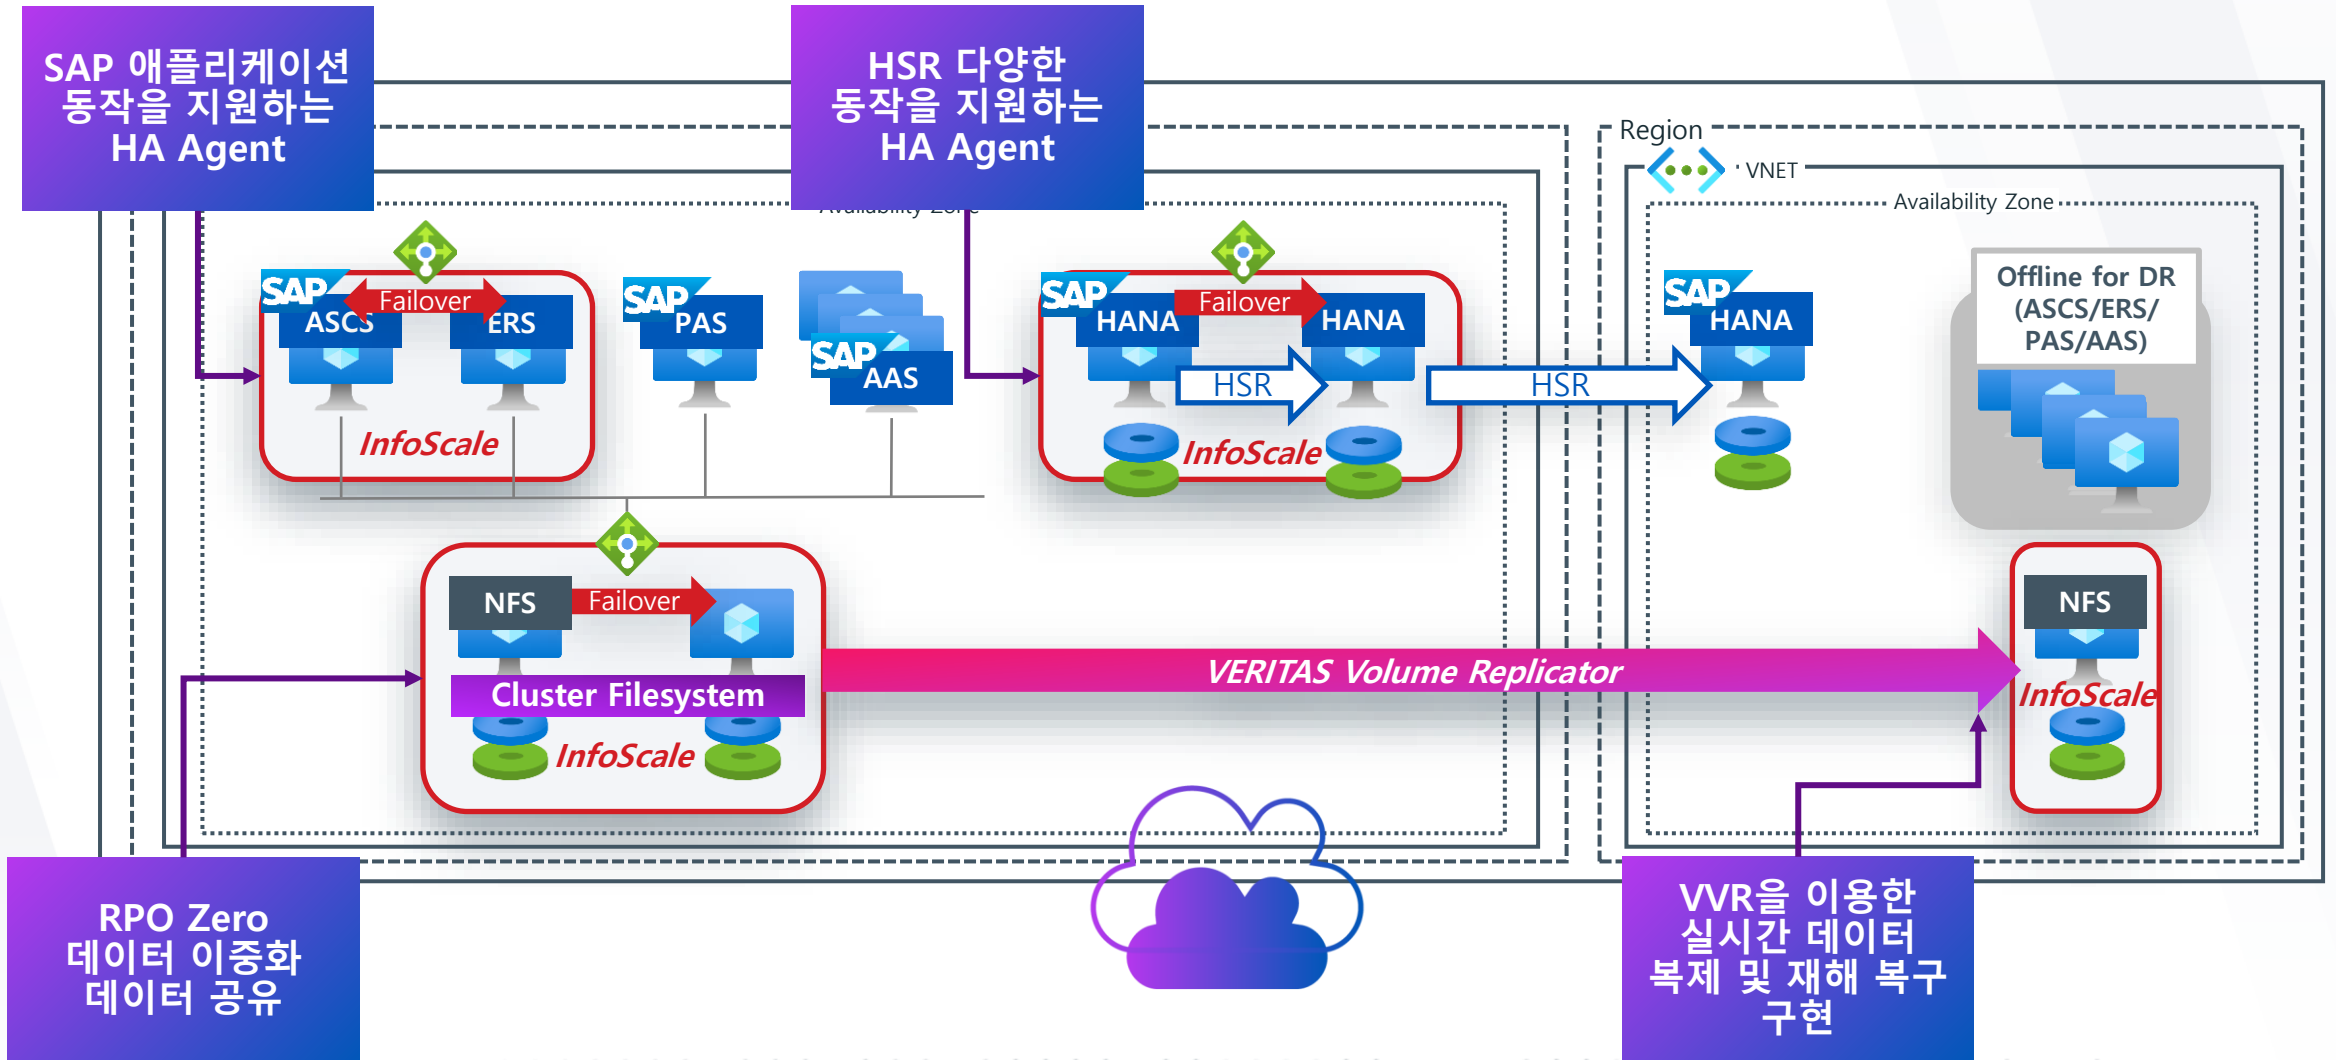 SAP 애플리케이션
동작을 지원하는
HA Agent
HSR 다양한
동작을 지원하는
HA Agent
Region
VNET
Availability Zone
Availability Zone
SAP
ASCS
Failover
ERS
InfoScale
SAP
PAS
SAP
AAS
SAP
HANA
Failover
HANA
HSR
InfoScale
HSR
SAP
HANA
Offline for DR
(ASCS/ERS/
PAS/AAS)
NFS
Failover
Cluster Filesystem
InfoScale
VERITAS Volume Replicator
NFS
InfoScale
RPO Zero
데이터 이중화
데이터 공유
VVR을 이용한
실시간 데이터
복제 및 재해 복구
구현